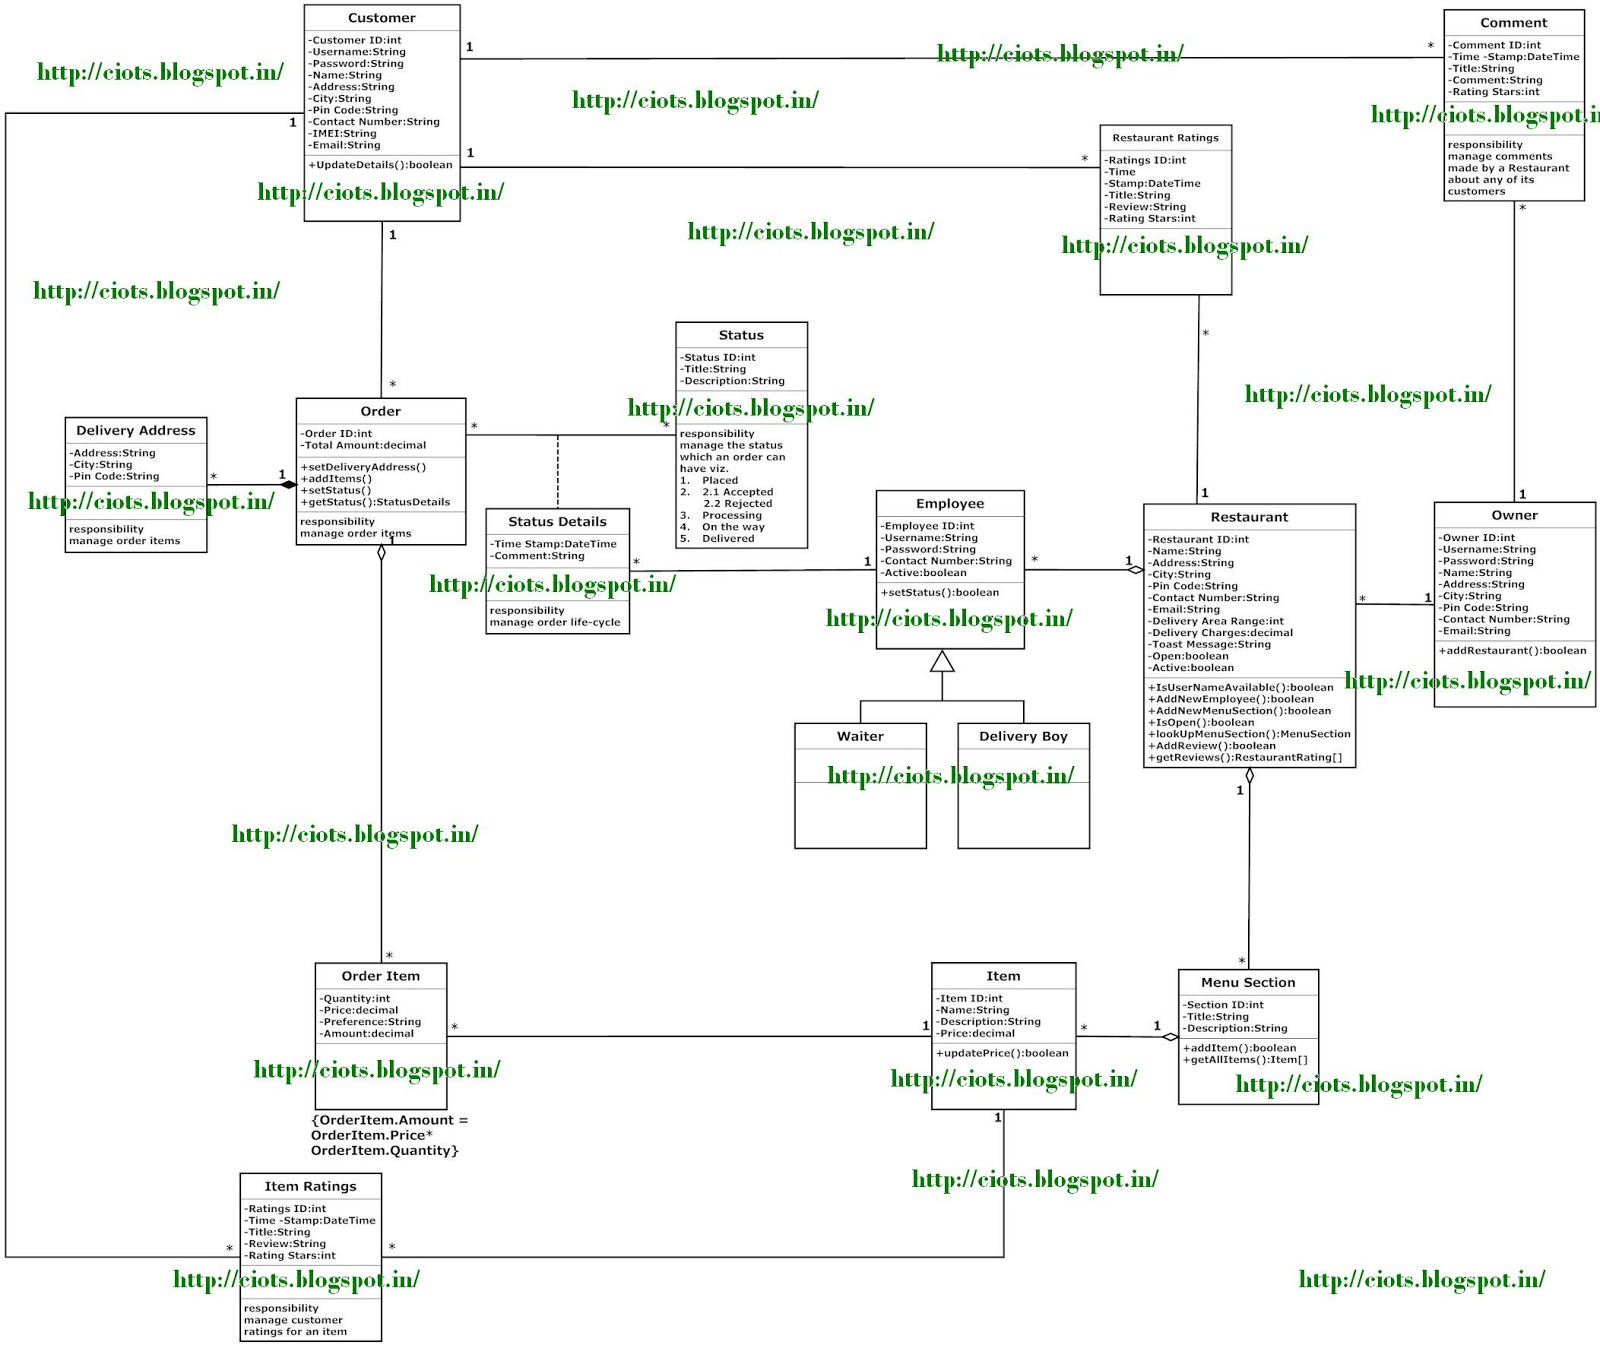 Customer
-Customer ID:int
-Username:String
-Password:String
-Name:String
-Address:String
-City:String
-Pin Code:String
-Contact Number:String
-IMEI:String
-Email:String
+UpdateDetails():boolean
http://ciots.blogspot.in/
http://ciots.blogspot.in/
1
*
http://ciots.blogspot.in/
http://ciots.blogspot.in/
Comment
-Comment ID:int
-Time -Stamp:DateTime
-Title:String
-Comment:String
-Rating Stars:int
http://ciots.blogspot.in
responsibility
manage comments
made by a Restaurant
about any of its
customers
*
1
1
*
Restaurant Ratings
-Ratings ID:int
-Time
-Stamp:DateTime
-Title:String
-Review:String
-Rating Stars:int
http://ciots.blogspot.in/
*
1
http://ciots.blogspot.in/
http://ciots.blogspot.in/
http://ciots.blogspot.in/
1
*
Status
-Status ID:int
-Title:String
-Description:String
http://ciots.blogspot.in/
responsibility
manage the status
which an order can
have viz.
1. Placed
2. 2.1 Accepted
2.2 Rejected
3. Processing
4. On the way
5. Delivered
Order
-Order ID:int
-Total Amount:decimal
+setDeliveryAddress()
+addItems()
+setStatus()
+getStatus():StatusDetails
responsibility
manage order items
*
*
1
Delivery Address
-Address:String
-City:String
-Pin Code:String
http://ciots.blogspot.in/
responsibility
manage order items
*
1
Status Details
-Time Stamp:DateTime
-Comment:String
http://ciots.blogspot.in/
responsibility
manage order life-cycle
*
1
Employee
-Employee ID:int
-Username:String
-Password:String
-Contact Number:String
-Active:boolean
+setStatus():boolean
http://ciots.blogspot.in/
*
1
Restaurant
-Restaurant ID:int
-Name:String
-Address:String
-City:String
-Pin Code:String
-Contact Number:String
-Email:String
-Delivery Area Range:int
-Delivery Charges:decimal
-Toast Message:String
-Open:boolean
-Active:boolean
+IsUserNameAvailable():boolean
+AddNewEmployee():boolean
+AddNewMenuSection():boolean
+IsOpen():boolean
+lookUpMenuSection():MenuSection
+AddReview():boolean
+getReviews():RestaurantRating[]
*
1
1
Owner
-Owner ID:int
-Username:String
-Password:String
-Name:String
-Address:String
-City:String
-Pin Code:String
-Contact Number:String
-Email:String
+addRestaurant():boolean
http://ciots.blogspot.in/
1
Waiter
Delivery Boy
http://ciots.blogspot.in/
http://ciots.blogspot.in/
*
Order Item
-Quantity:int
-Price:decimal
-Preference:String
-Amount:decimal
http://ciots.blogspot.in/
{OrderItem.Amount =
OrderItem.Price*
OrderItem.Quantity}
*
1
Item
-Item ID:int
-Name:String
-Description:String
-Price:decimal
+updatePrice():boolean
http://ciots.blogspot.in/
1
*
1
*
Menu Section
-Section ID:int
-Title:String
-Description:String
+addItem():boolean
+getAllItems():Item[]
http://ciots.blogspot.in/
http://ciots.blogspot.in/
Item Ratings
-Ratings ID:int
-Time -Stamp:DateTime
-Title:String
-Review:String
-Rating Stars:int
http://ciots.blogspot.in/
responsibility
manage customer
ratings for an item
*
*
http://ciots.blogspot.in/